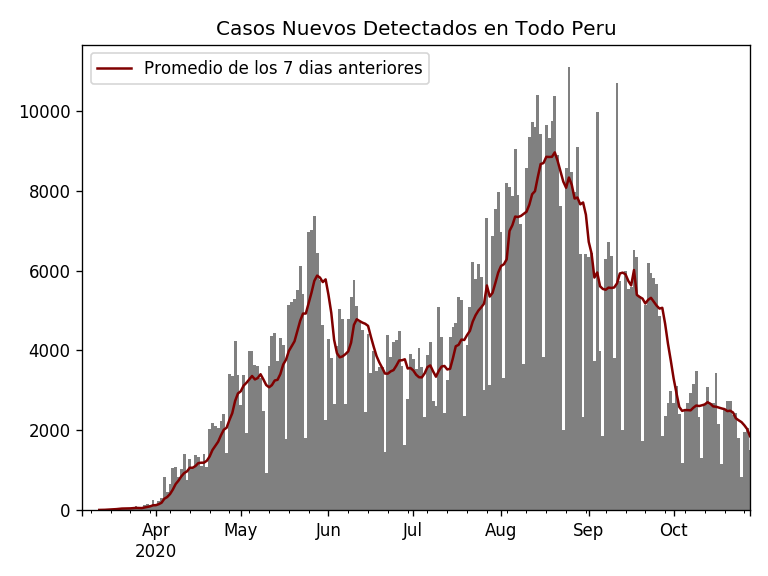 Casos Nuevos Detectados en Todo Peru
Promedio de los 7 dias anteriores
10000
8000
6000
4000
2000
0
Apr May Jun Jul Aug Sep Oct
2020